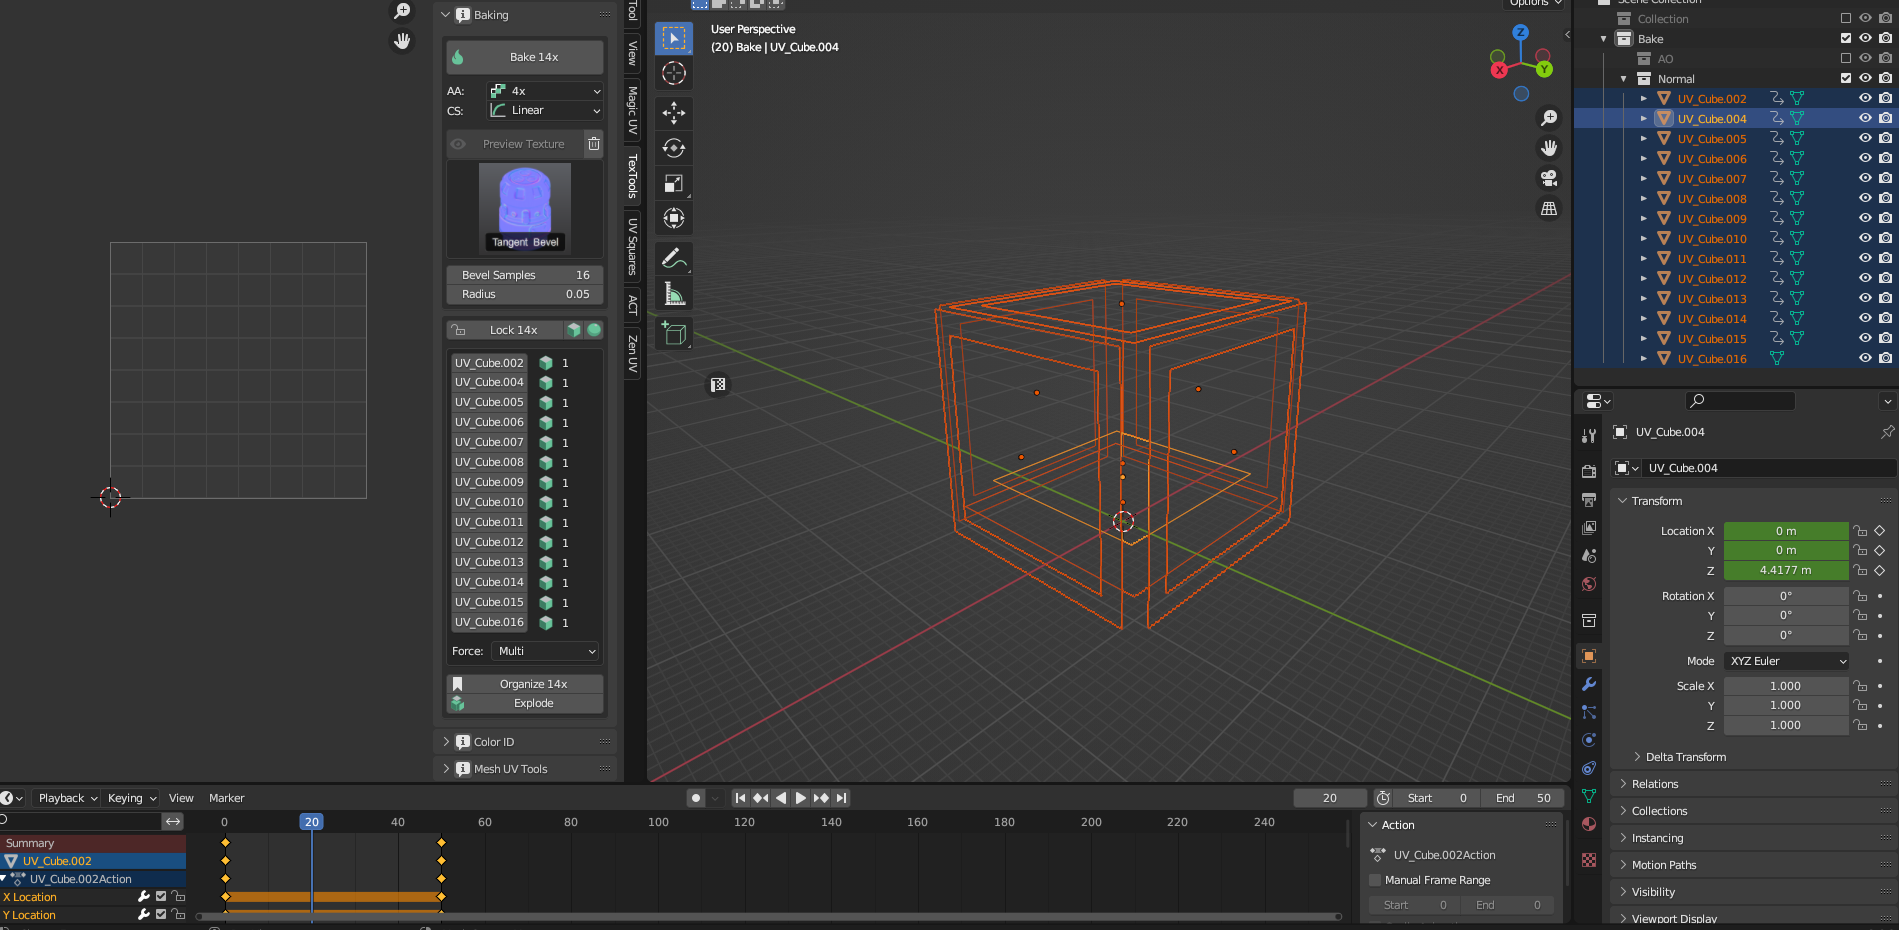 Baking
Bake 14x
AA:
4x
CS:
Linear
Preview Texture
Tangent Bevel
Bevel Samples
16
Radius
0.05
Lock 14x
UV_Cube.002
1
UV_Cube.004
1
UV_Cube.005
1
UV_Cube.006
1
UV_Cube.007
1
UV_Cube.008
1
UV_Cube.009
1
UV_Cube.010
1
UV_Cube.011
1
UV_Cube.012
1
UV_Cube.013
1
UV_Cube.014
1
UV_Cube.015
1
UV_Cube.016
1
Force:
Multi
Organize 14x
Explode
Color ID
Mesh UV Tools
Tool
View
Magic UV
TexTools
UV Squares
ACT
Zen UV
Options
User Perspective
(20) Bake | UV_Cube.004
Z
X
Y
Scene Collection
Collection
Bake
AO
Normal
UV_Cube.002
UV_Cube.004
UV_Cube.005
UV_Cube.006
UV_Cube.007
UV_Cube.008
UV_Cube.009
UV_Cube.010
UV_Cube.011
UV_Cube.012
UV_Cube.013
UV_Cube.014
UV_Cube.015
UV_Cube.016
UV_Cube.004
UV_Cube.004
Transform
Location X
0 m
Y
0 m
Z
4.4177 m
Rotation X
0°
Y
0°
Z
0°
Mode
XYZ Euler
Scale X
1.000
Y
1.000
Z
1.000
Delta Transform
Relations
Collections
Instancing
Motion Paths
Visibility
Viewport Display
Playback
Keying
View
Marker
20
Start
0
End
50
0
20
40
60
80
100
120
140
160
180
200
220
240
Summary
UV_Cube.002
UV_Cube.002Action
X Location
Y Location
Action
UV_Cube.002Action
Manual Frame Range
Start
0
End
0